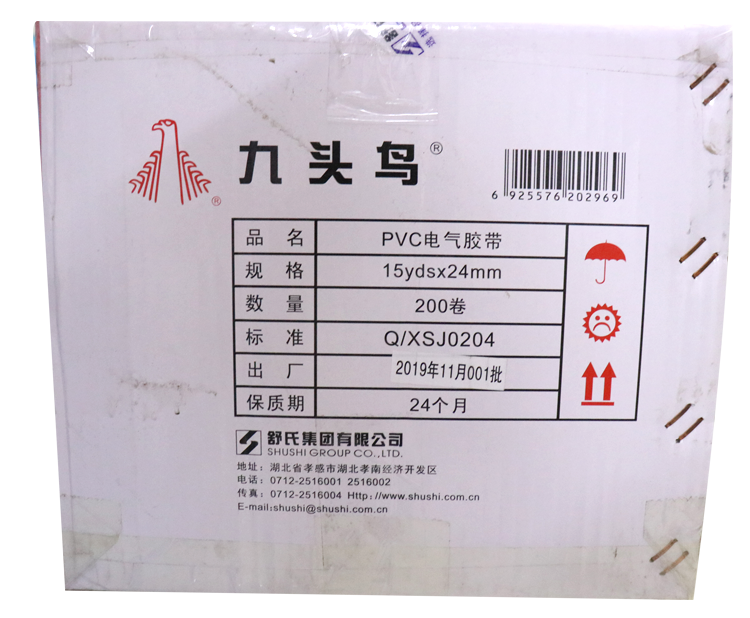 九头鸟®
®
6 925576 202969
品名 PVC电气胶带
规格 15ydsx24mm
数量 200卷
标准 Q/XSJ0204
出厂 2019年11月001批
保质期 24个月
舒氏集团有限公司
SHUSHI GROUP CO.,LTD.
地址：湖北省孝感市湖北孝南经济开发区
电话：0712-2516001 2516002
传真：0712-2516004 Http://www.shushi.com.cn
E-mail:shushi@shushi.com.cn